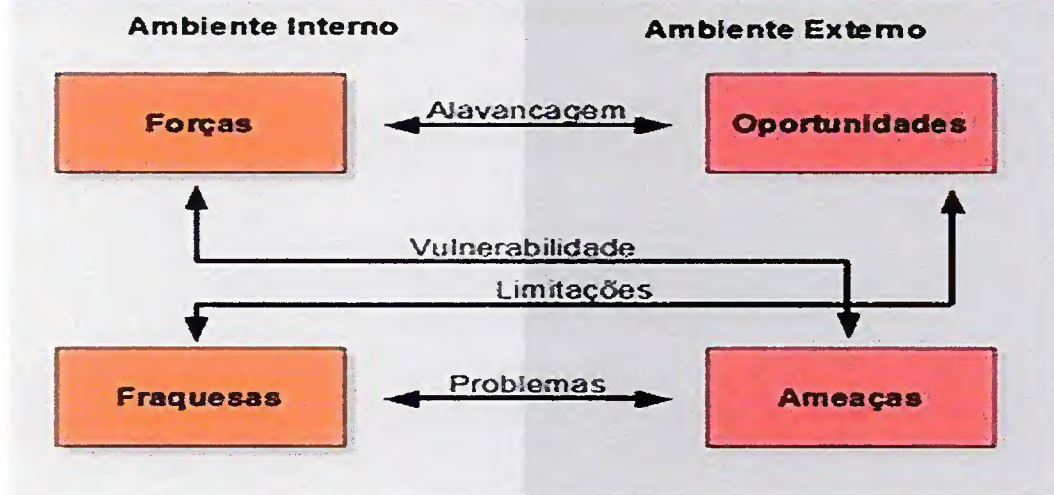 Ambiente Interno
Ambiente Externo
Forças
Alavancagem
Oportunidades
Vulnerabilidade
Limitações
Fraquesas
Problemas
Ameaças